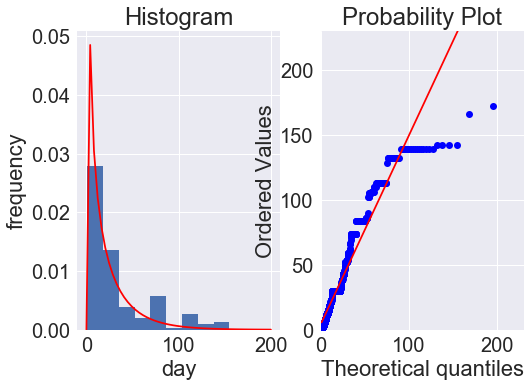 Histogram
0.05
0.04
0.03
0.02
0.01
0.00
frequency
0
100
200
day
Probability Plot
200
150
100
50
0
Ordered Values
0
100
200
Theoretical quantiles